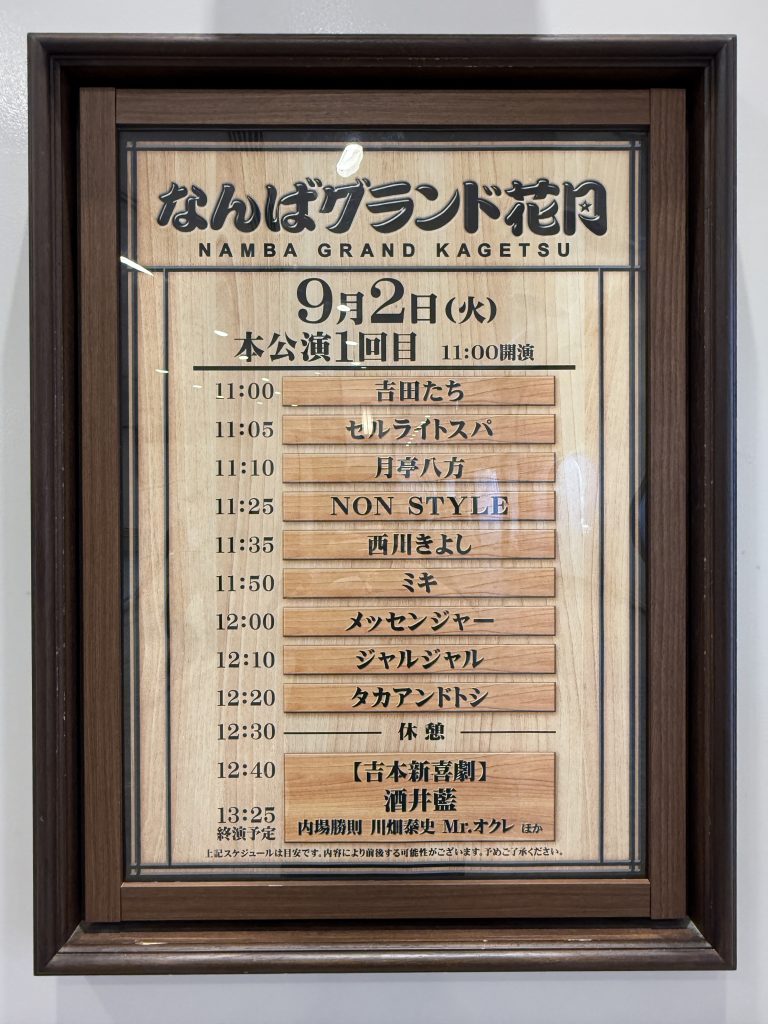 なんばグランド花月
NAMBA GRAND KAGETSU
9月2日(火)
本公演1回目 11:00開演
11:00 吉田たち
11:05 セルライトスパ
11:10 月亭八方
11:25 NON STYLE
11:35 西川きよし
11:50 ミキ
12:00 メッセンジャー
12:10 ジャルジャル
12:20 タカアンドトシ
12:30 休憩
12:40 【吉本新喜劇】
酒井藍
13:25
終演予定 内場勝則 川畑泰史 Mr.オクレ ほか
上記スケジュールは目安です。内容により前後する可能性がございます。予めご了承ください。